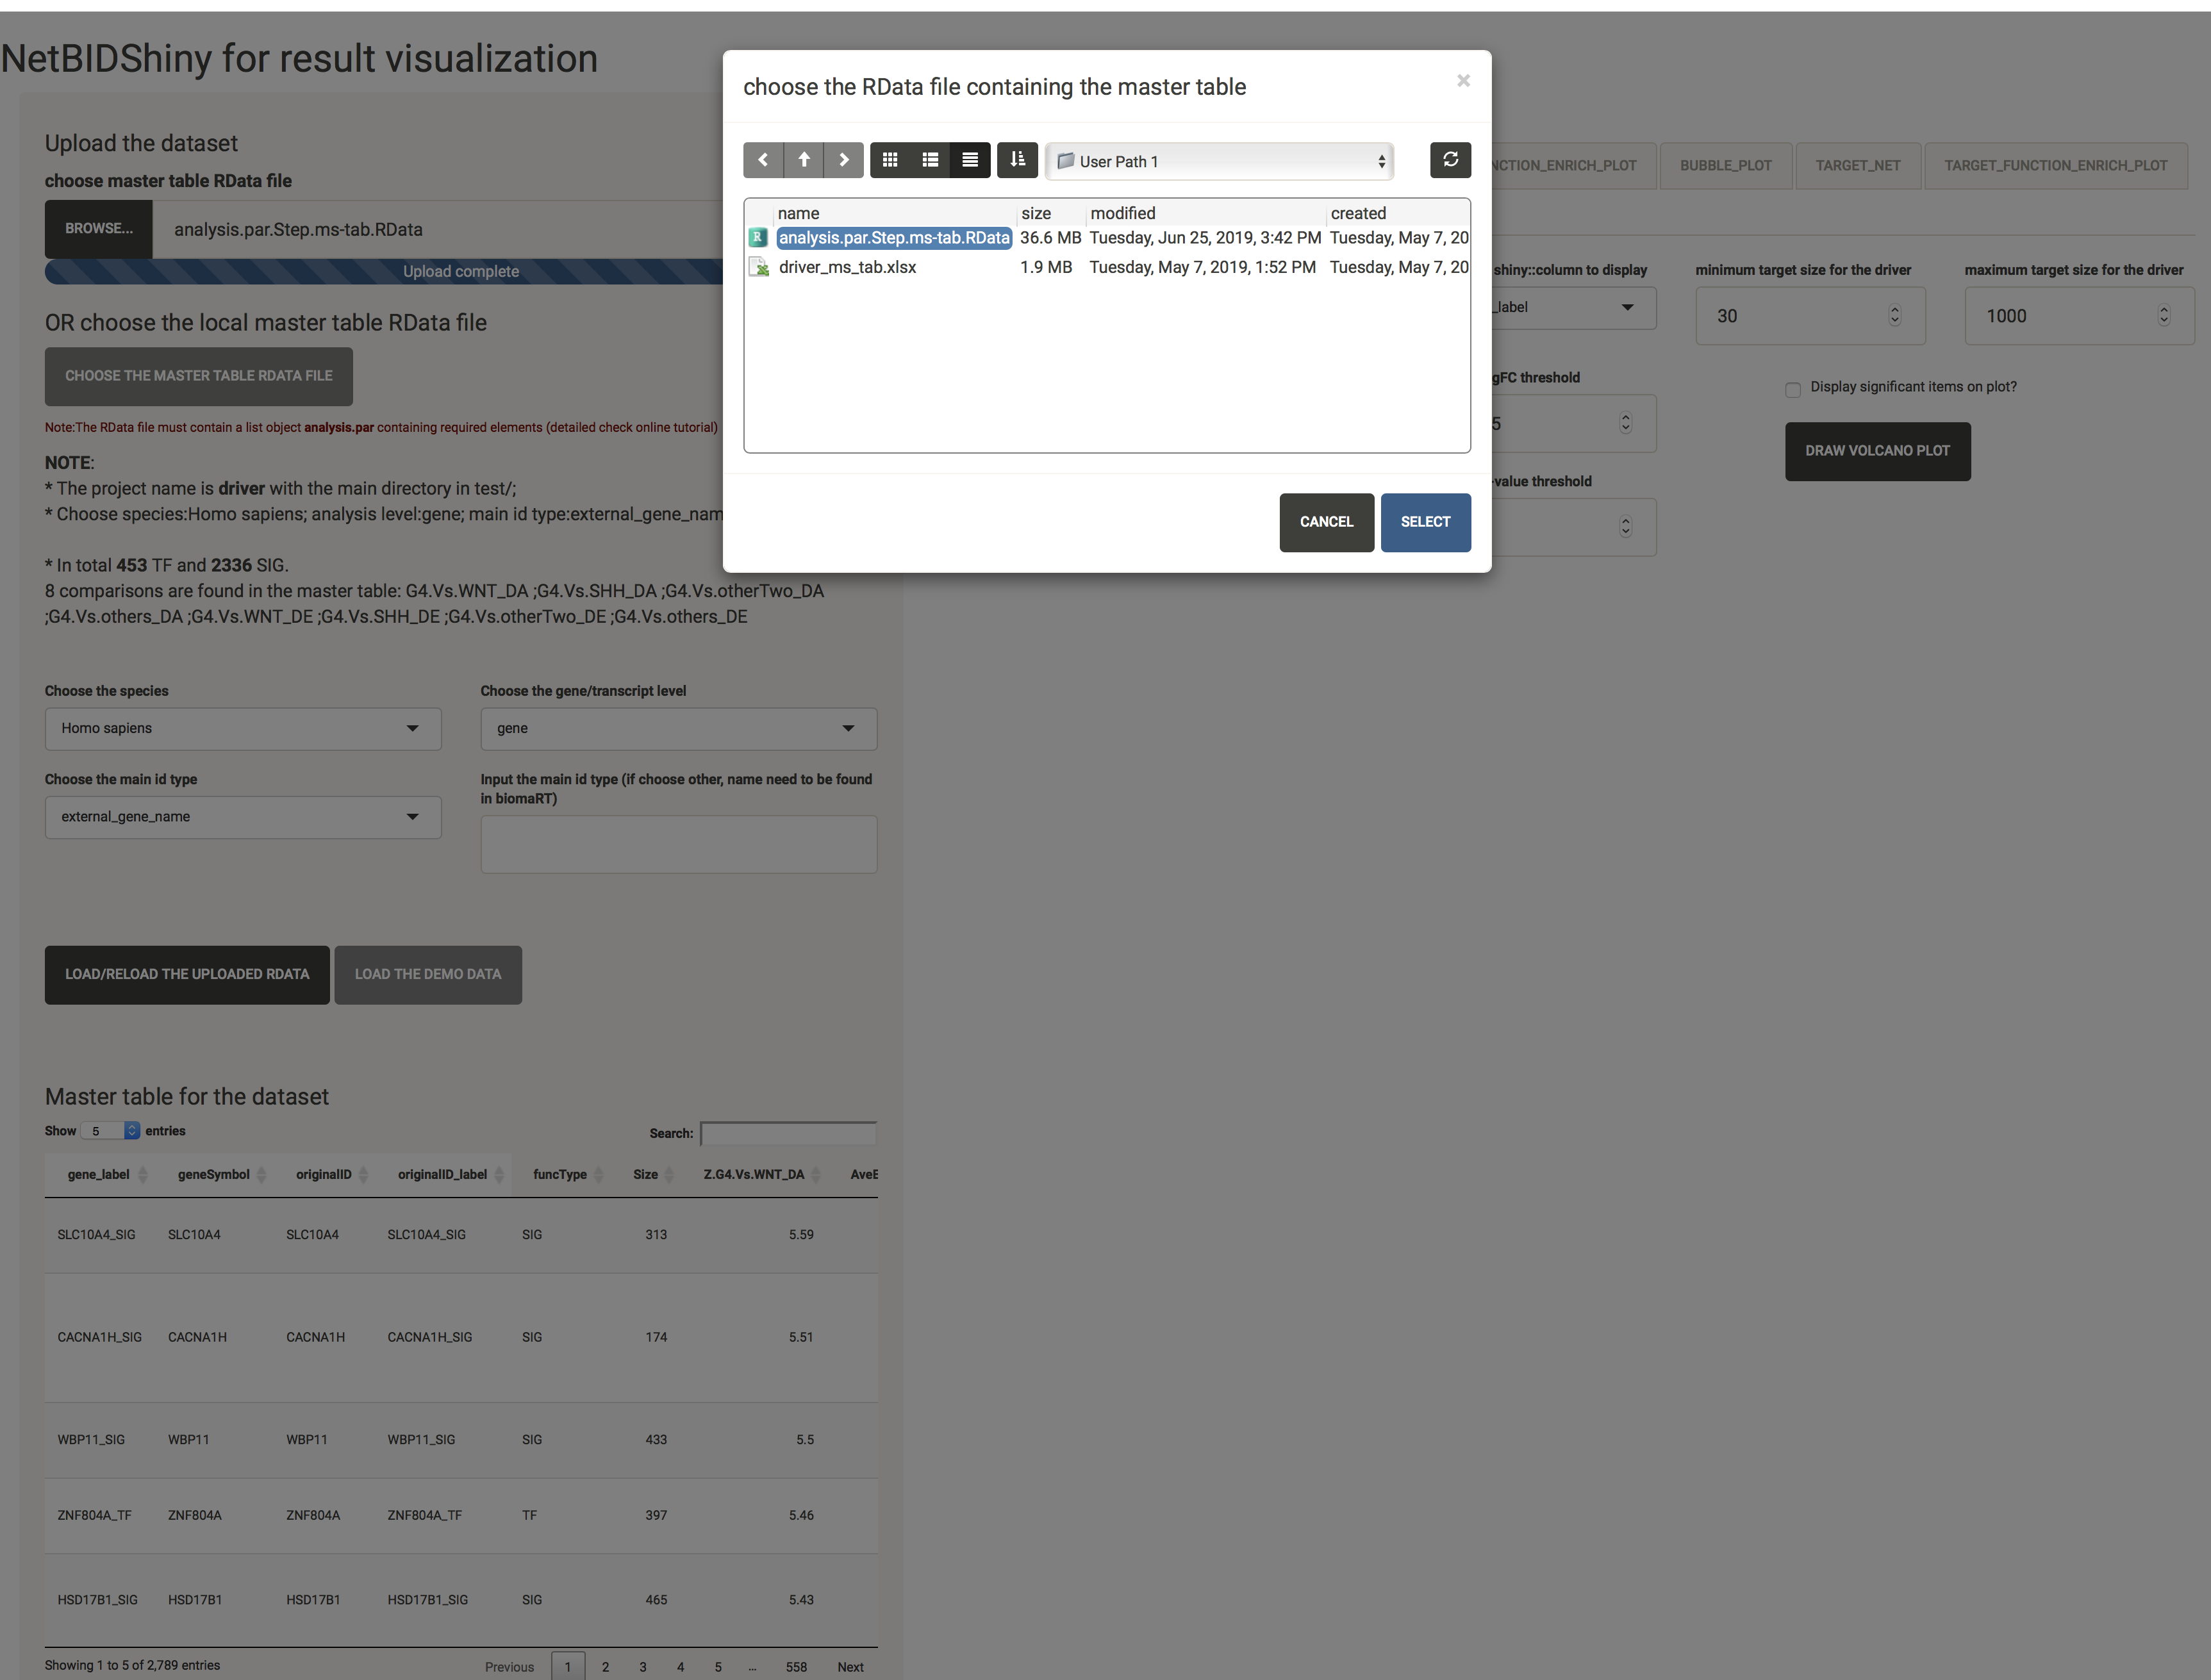 NetBIDShiny for result visualization
Upload the dataset
choose master table RData file
BROWSE... analysis.par.Step.ms-tab.RData
Upload complete
OR choose the local master table RData file
CHOOSE THE MASTER TABLE RDATA FILE
Note:The RData file must contain a list object analysis.par containing required elements (detailed check online tutorial)
NOTE:
* The project name is driver with the main directory in test/;
* Choose species:Homo sapiens; analysis level:gene; main id type:external_gene_nam
* In total 453 TF and 2336 SIG.
8 comparisons are found in the master table: G4.Vs.WNT_DA ;G4.Vs.SHH_DA ;G4.Vs.otherTwo_DA
;G4.Vs.others_DA ;G4.Vs.WNT_DE ;G4.Vs.SHH_DE ;G4.Vs.otherTwo_DE ;G4.Vs.others_DE
Choose the species Choose the gene/transcript level
Homo sapiens gene
Choose the main id type Input the main id type (if choose other, name need to be found
in biomaRT)
external_gene_name
LOAD/RELOAD THE UPLOADED RDATA LOAD THE DEMO DATA
Master table for the dataset
Show 5 entries Search:
gene_label geneSymbol originalID originalID_label funcType Size Z.G4.Vs.WNT_DA AveE
SLC10A4_SIG SLC10A4 SLC10A4 SLC10A4_SIG SIG 313 5.59
CACNA1H_SIG CACNA1H CACNA1H CACNA1H_SIG SIG 174 5.51
WBP11_SIG WBP11 WBP11 WBP11_SIG SIG 433 5.5
ZNF804A_TF ZNF804A ZNF804A ZNF804A_TF TF 397 5.46
HSD17B1_SIG HSD17B1 HSD17B1 HSD17B1_SIG SIG 465 5.43
Showing 1 to 5 of 2,789 entries Previous 1 2 3 4 5 ... 558 Next
choose the RData file containing the master table ×
User Path 1
name size modified created
analysis.par.Step.ms-tab.RData 36.6 MB Tuesday, Jun 25, 2019, 3:42 PM Tuesday, May 7, 20
driver_ms_tab.xlsx 1.9 MB Tuesday, May 7, 2019, 1:52 PM Tuesday, May 7, 20
CANCEL SELECT
NCTION_ENRICH_PLOT BUBBLE_PLOT TARGET_NET TARGET_FUNCTION_ENRICH_PLOT
shiny::column to display minimum target size for the driver maximum target size for the driver
_label 30 1000
gFC threshold
Display significant items on plot?
5
DRAW VOLCANO PLOT
-value threshold